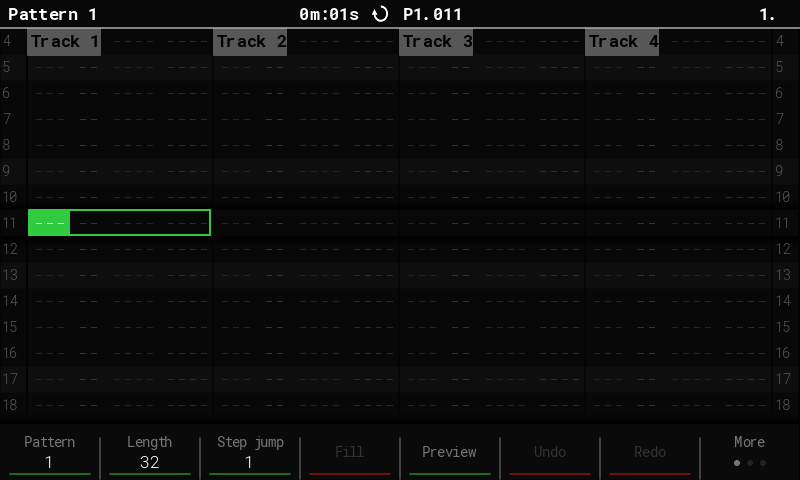 Pattern 1 0m:01s P1.011 1.
4 Track 1 --- -- ---- ---- Track 2 --- -- ---- ---- Track 3 --- -- ---- ---- Track 4 --- -- ---- ---- 4
5 --- -- ---- ---- --- -- ---- ---- --- -- ---- ---- --- -- ---- ---- 5
6 --- -- ---- ---- --- -- ---- ---- --- -- ---- ---- --- -- ---- ---- 6
7 --- -- ---- ---- --- -- ---- ---- --- -- ---- ---- --- -- ---- ---- 7
8 --- -- ---- ---- --- -- ---- ---- --- -- ---- ---- --- -- ---- ---- 8
9 --- -- ---- ---- --- -- ---- ---- --- -- ---- ---- --- -- ---- ---- 9
10 --- -- ---- ---- --- -- ---- ---- --- -- ---- ---- --- -- ---- ---- 10
11 --- -- ---- ---- --- -- ---- ---- --- -- ---- ---- --- -- ---- ---- 11
12 --- -- ---- ---- --- -- ---- ---- --- -- ---- ---- --- -- ---- ---- 12
13 --- -- ---- ---- --- -- ---- ---- --- -- ---- ---- --- -- ---- ---- 13
14 --- -- ---- ---- --- -- ---- ---- --- -- ---- ---- --- -- ---- ---- 14
15 --- -- ---- ---- --- -- ---- ---- --- -- ---- ---- --- -- ---- ---- 15
16 --- -- ---- ---- --- -- ---- ---- --- -- ---- ---- --- -- ---- ---- 16
17 --- -- ---- ---- --- -- ---- ---- --- -- ---- ---- --- -- ---- ---- 17
18 --- -- ---- ---- --- -- ---- ---- --- -- ---- ---- --- -- ---- ---- 18
Pattern Length Step jump Fill Preview Undo Redo More
1 32 1